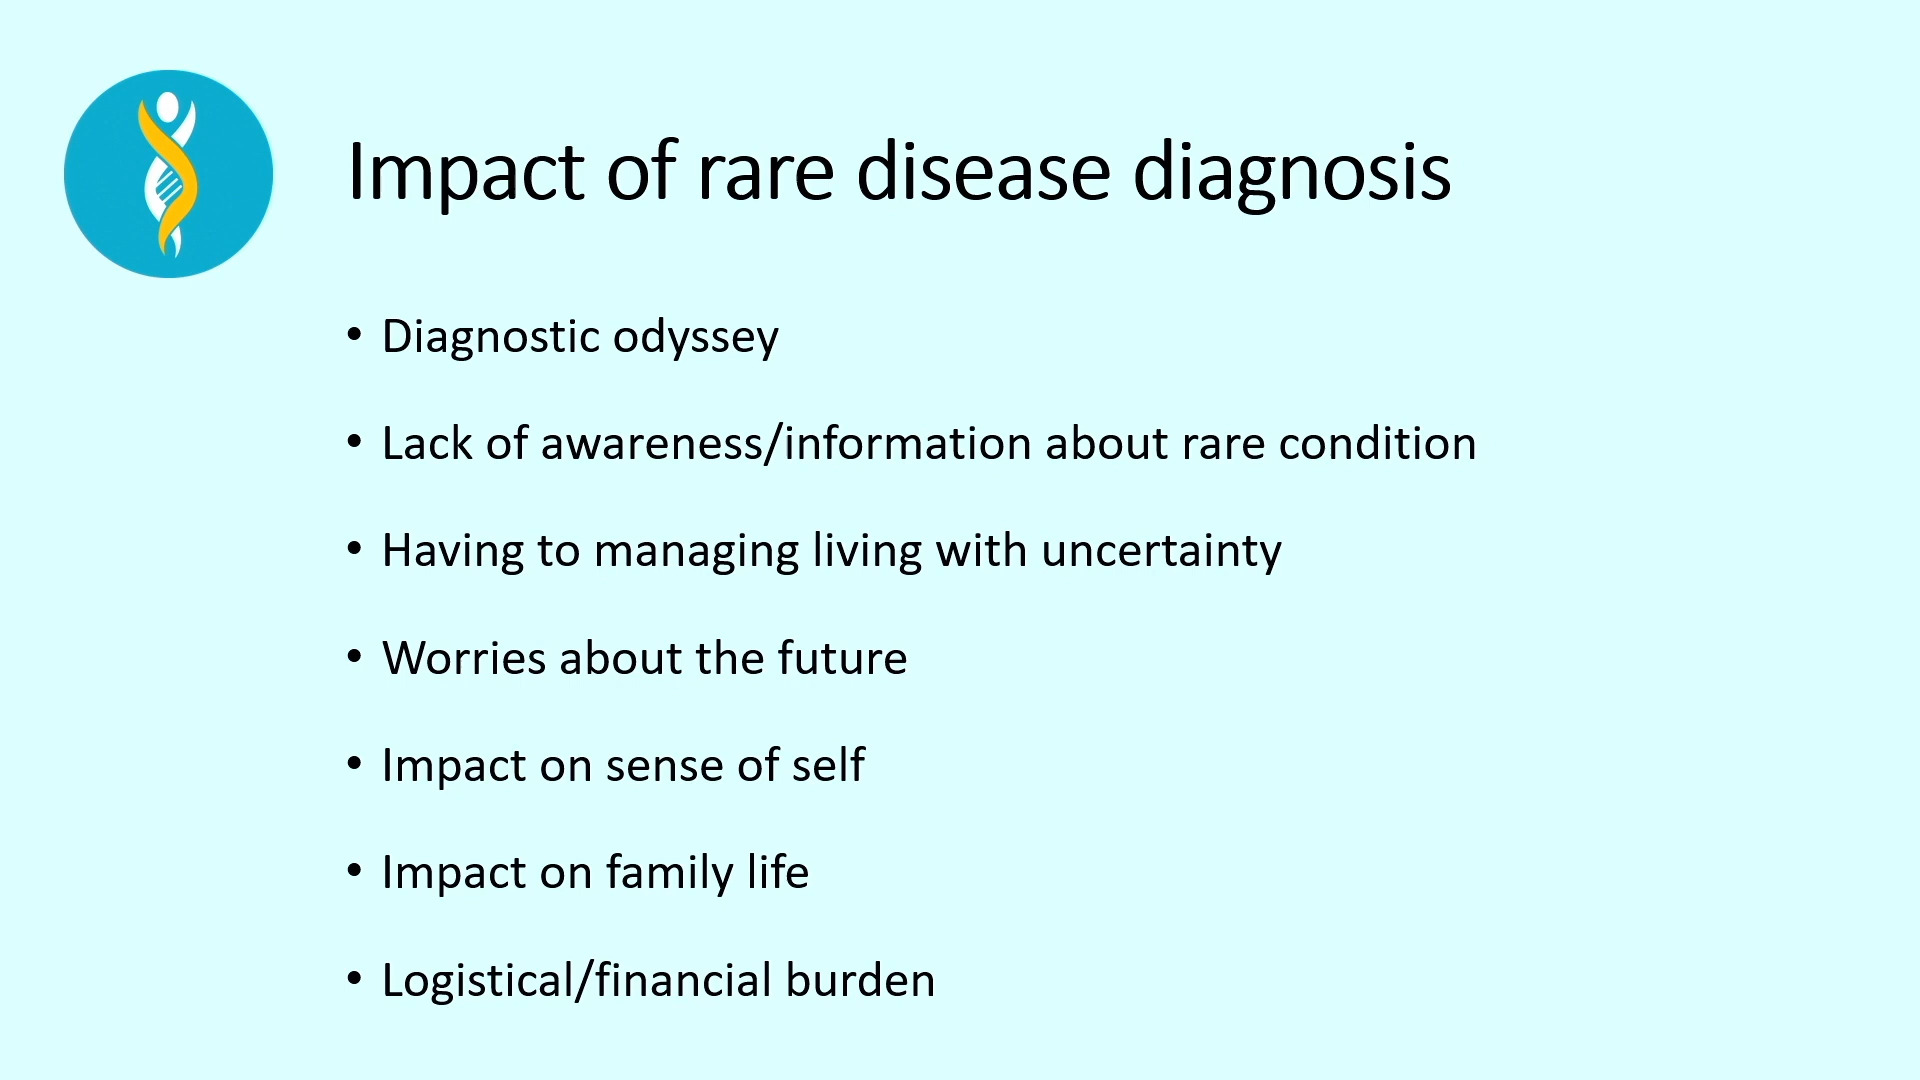 Impact of rare disease diagnosis
• Diagnostic odyssey
• Lack of awareness/information about rare condition
• Having to managing living with uncertainty
• Worries about the future
• Impact on sense of self
• Impact on family life
• Logistical/financial burden